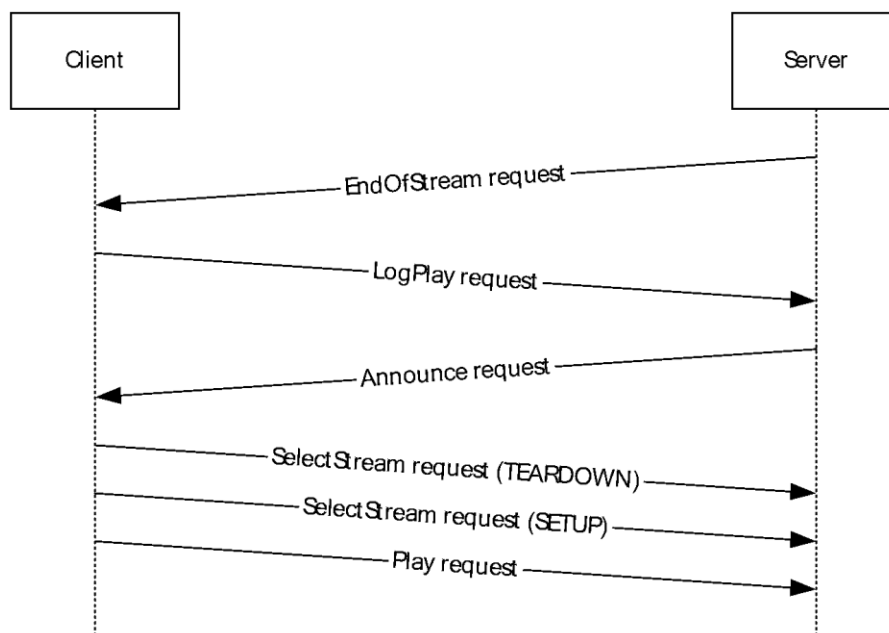 Client
Server
EndOfStream request
LogPlay request
Announce request
SelectStream request (TEARDOWN)
SelectStream request (SETUP)
Play request